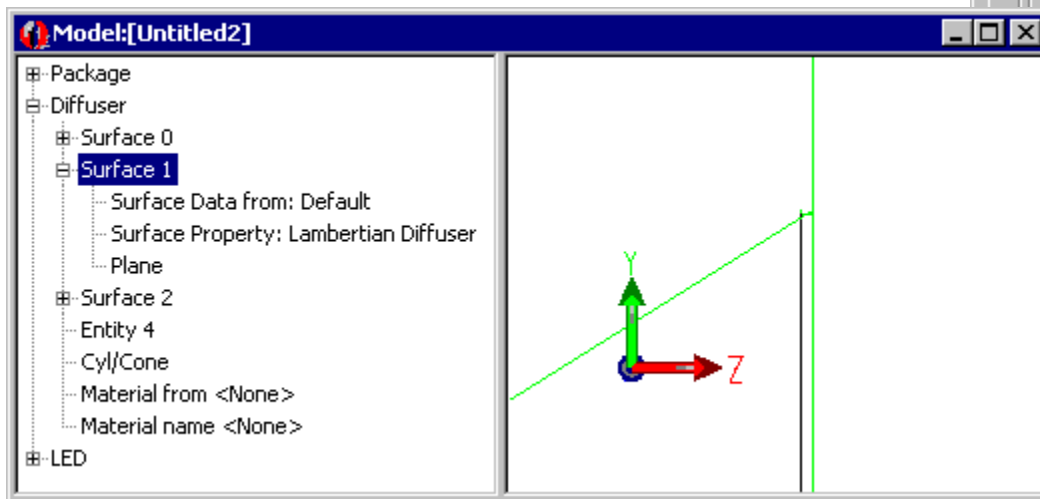 Model:[Untitled2]
Package
Diffuser
Surface 0
Surface 1
Surface Data from: Default
Surface Property: Lambertian Diffuser
Plane
Surface 2
Entity 4
Cyl/Cone
Material from <None>
Material name <None>
LED
Y
Z